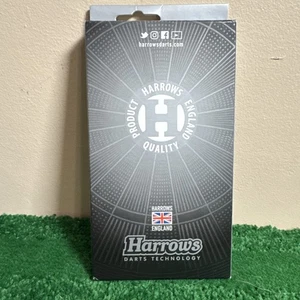 harrowsdarts.com
PRODUCT HARROWS ENGLAND QUALITY
H
HARROWS
ENGLAND
Harrows
DARTS TECHNOLOGY